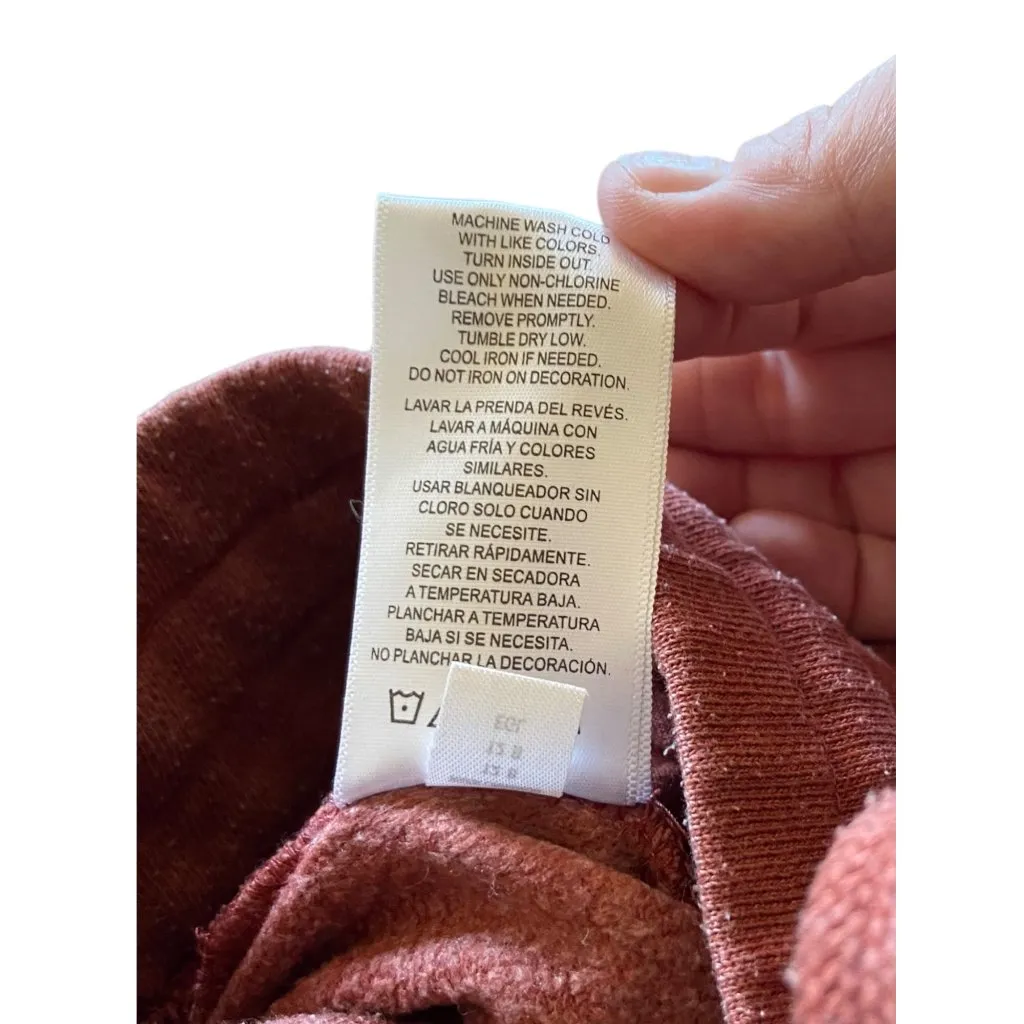 MACHINE WASH COLD
WITH LIKE COLORS.
TURN INSIDE OUT.
USE ONLY NON-CHLORINE
BLEACH WHEN NEEDED.
REMOVE PROMPTLY.
TUMBLE DRY LOW.
COOL IRON IF NEEDED.
DO NOT IRON ON DECORATION.
LAVAR LA PRENDA DEL REVÉS.
LAVAR A MÁQUINA CON
AGUA FRÍA Y COLORES
SIMILARES.
USAR BLANQUEADOR SIN
CLORO SOLO CUANDO
SE NECESITE.
RETIRAR RÁPIDAMENTE.
SECAR EN SECADORA
A TEMPERATURA BAJA.
PLANCHAR A TEMPERATURA
BAJA SI SE NECESITA.
NO PLANCHAR LA DECORACIÓN.